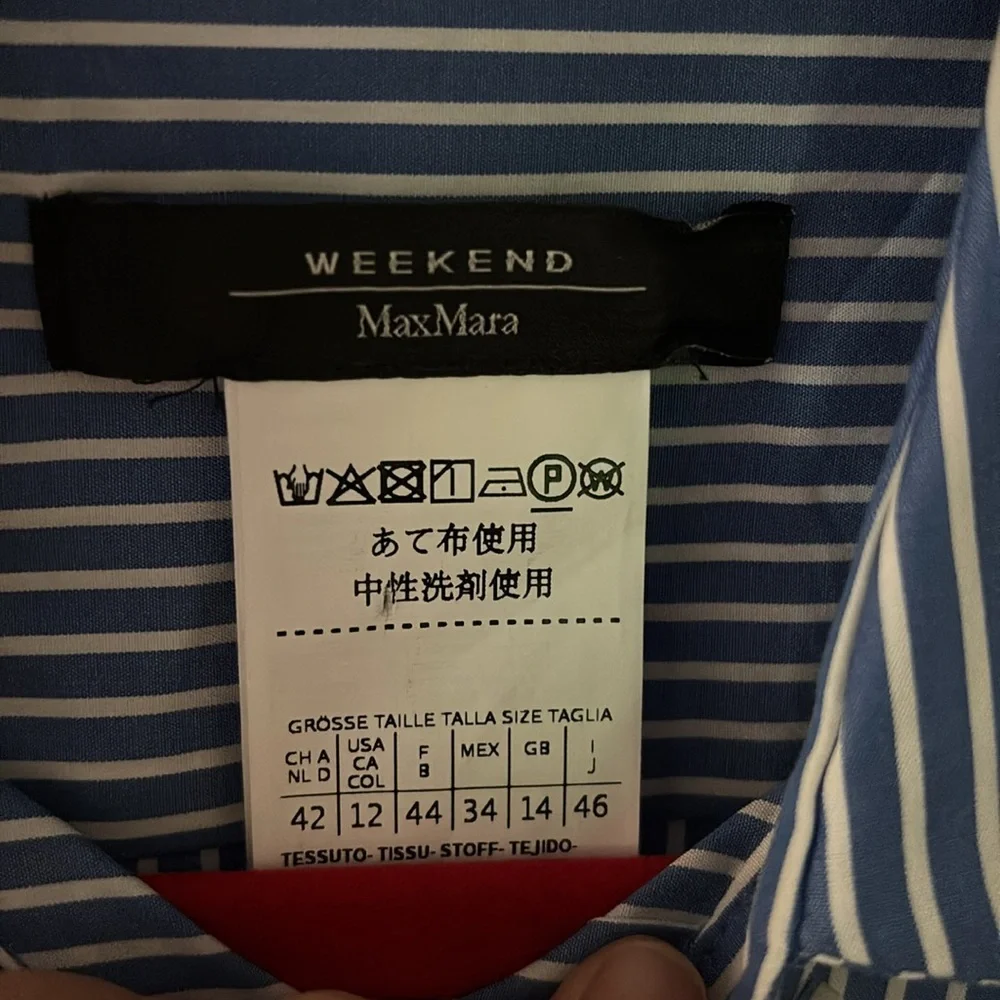 WEEKEND
MaxMara
P W
あて布使用
中性洗剤使用
GRÖSSE TAILLE TALLA SIZE TAGLIA
CH A NL D USA CA COL F B MEX GB I J
42 12 44 34 14 46
TESSUTO- TISSU- STOFF- TEJIDO-